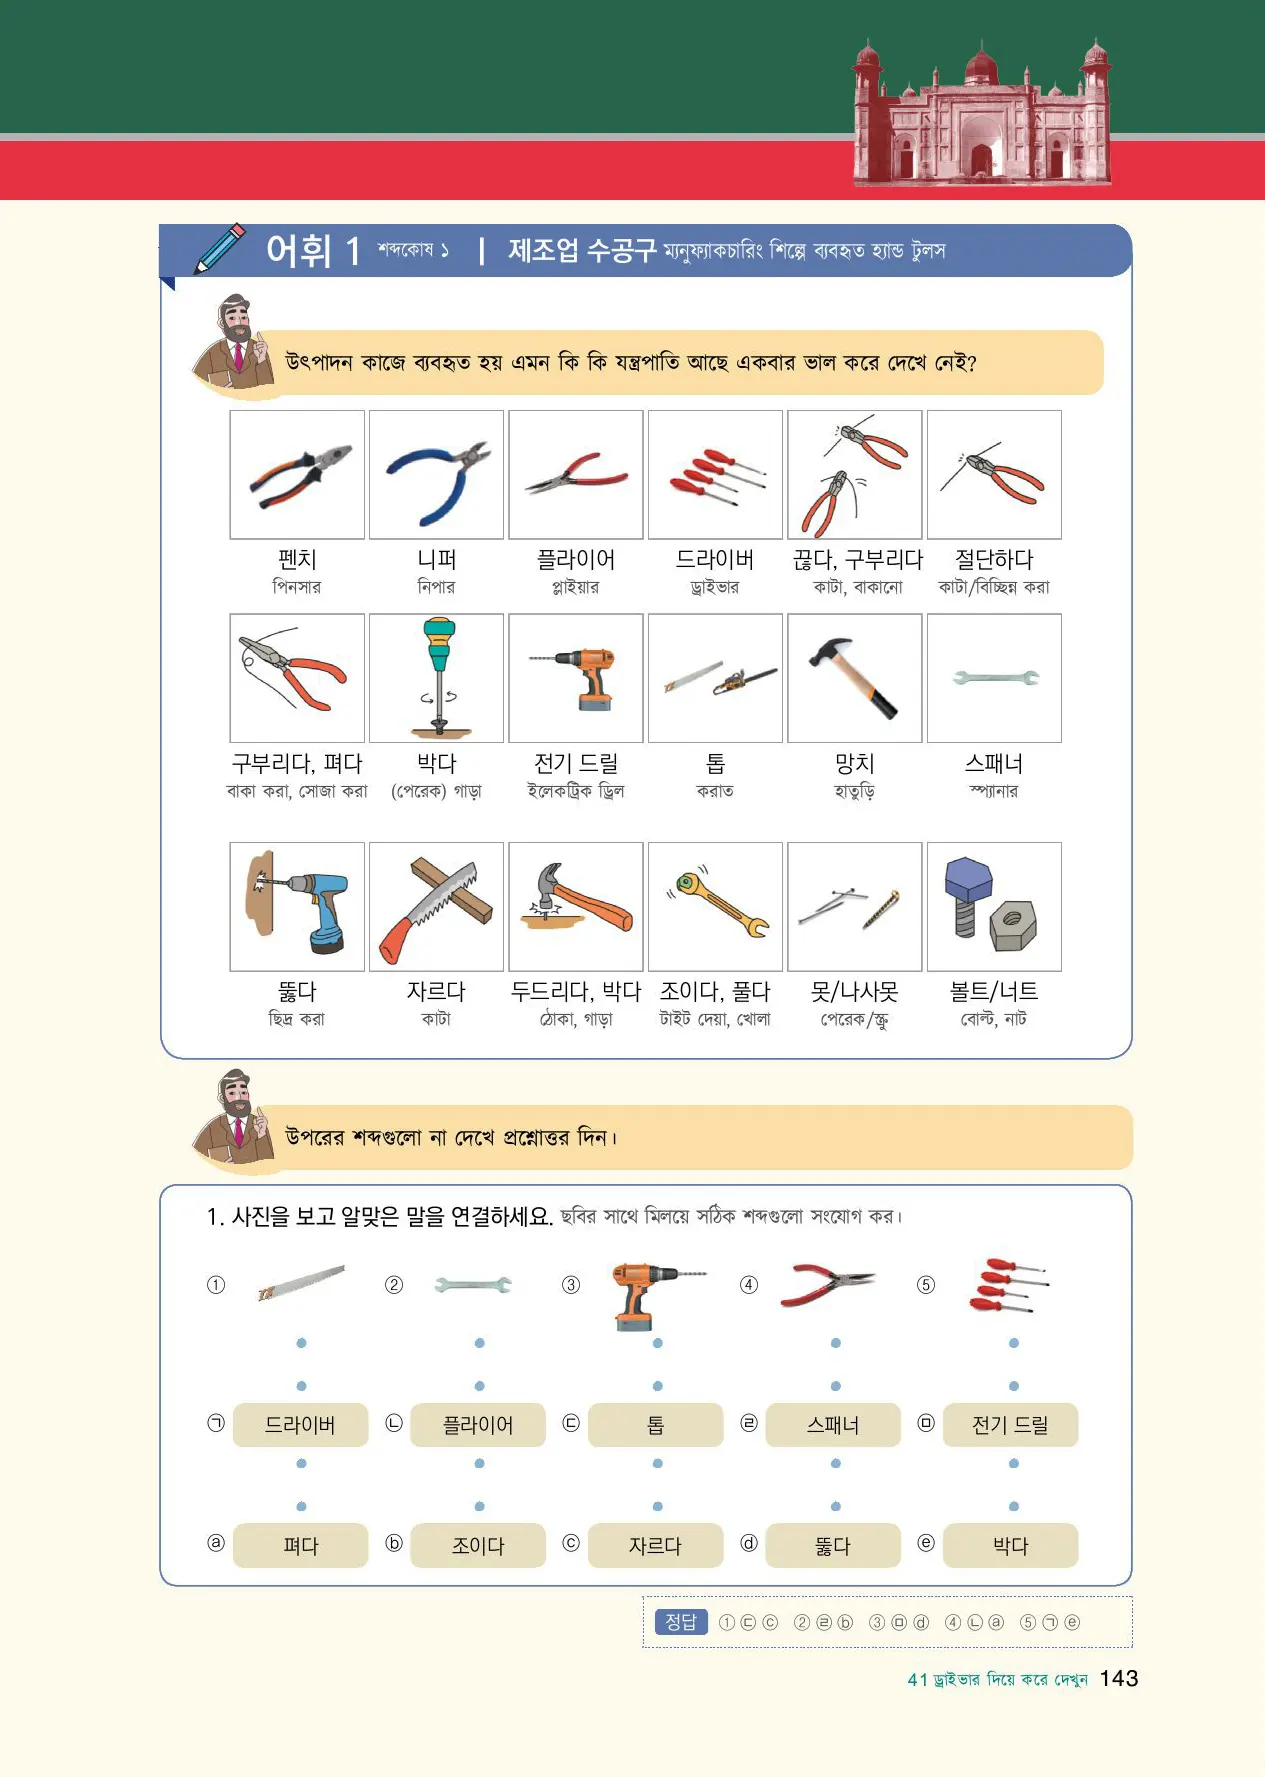 어휘 1 শব্দকোষ ১ | 제조업 수공구 ম্যনুফ্যাকচারিং শিল্পে ব্যবহৃত হ্যান্ড টুলস
উৎপাদন কাজে ব্যবহৃত হয় এমন কি কি যন্ত্রপাতি আছে একবার ভাল করে দেখে নেই?
펜치 니퍼 플라이어 드라이버 끊다, 구부리다 절단하다
পিনসার নিপার প্লাইয়ার ড্রাইভার কাটা, বাকানো কাটা/বিচ্ছিন্ন করা
구부리다, 펴다 박다 전기 드릴 톱 망치 스패너
বাকা করা, সোজা করা (পেরেক) গাড়া ইলেকট্রিক ড্রিল করাত হাতুড়ি স্প্যানার
뚫다 자르다 두드리다, 박다 조이다, 풀다 못/나사못 볼트/너트
ছিদ্র করা কাটা ঠোকা, গাড়া টাইট দেয়া, খোলা পেরেক/স্ক্রু বোল্ট, নাট
উপরের শব্দগুলো না দেখে প্রশ্নোত্তর দিন।
1. 사진을 보고 알맞은 말을 연결하세요. ছবির সাথে মিলিয়ে সঠিক শব্দগুলো সংযোগ কর।
① ② ③ ④ ⑤
㉠ 드라이버 ㉡ 플라이어 ㉢ 톱 ㉣ 스패너 ㉤ 전기 드릴
ⓐ 펴다 ⓑ 조이다 ⓒ 자르다 ⓓ 뚫다 ⓔ 박다
정답 ①㉢ⓒ ②㉣ⓑ ③㉤ⓓ ④㉡ⓐ ⑤㉠ⓔ
41 ড্রাইভার দিয়ে করে দেখুন 143